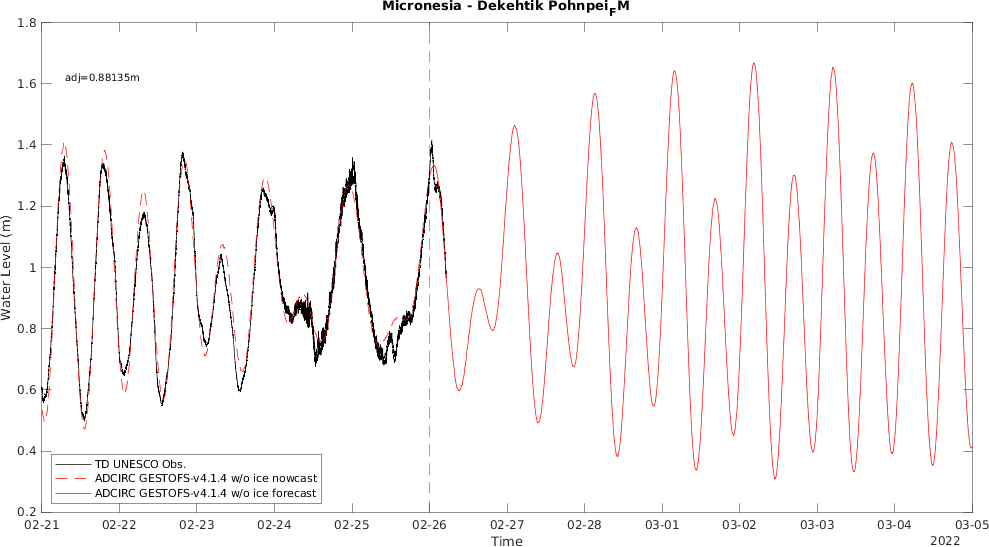 Micronesia - Dekehtik Pohnpei_FM
1.8
1.6
1.4
1.2
1
0.8
0.6
0.4
0.2
Water Level (m)
adj=0.88135m
TD UNESCO Obs.
ADCIRC GESTOFS-v4.1.4 w/o ice nowcast
ADCIRC GESTOFS-v4.1.4 w/o ice forecast
02-21 02-22 02-23 02-24 02-25 02-26 02-27 02-28 03-01 03-02 03-03 03-04 03-05
Time
2022